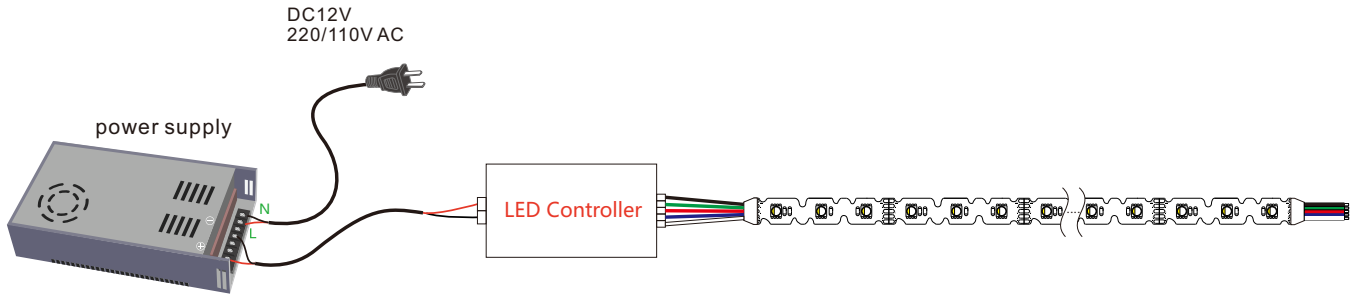 DC12V
220/110V AC
power supply
N
L
⊖
⊕
LED Controller